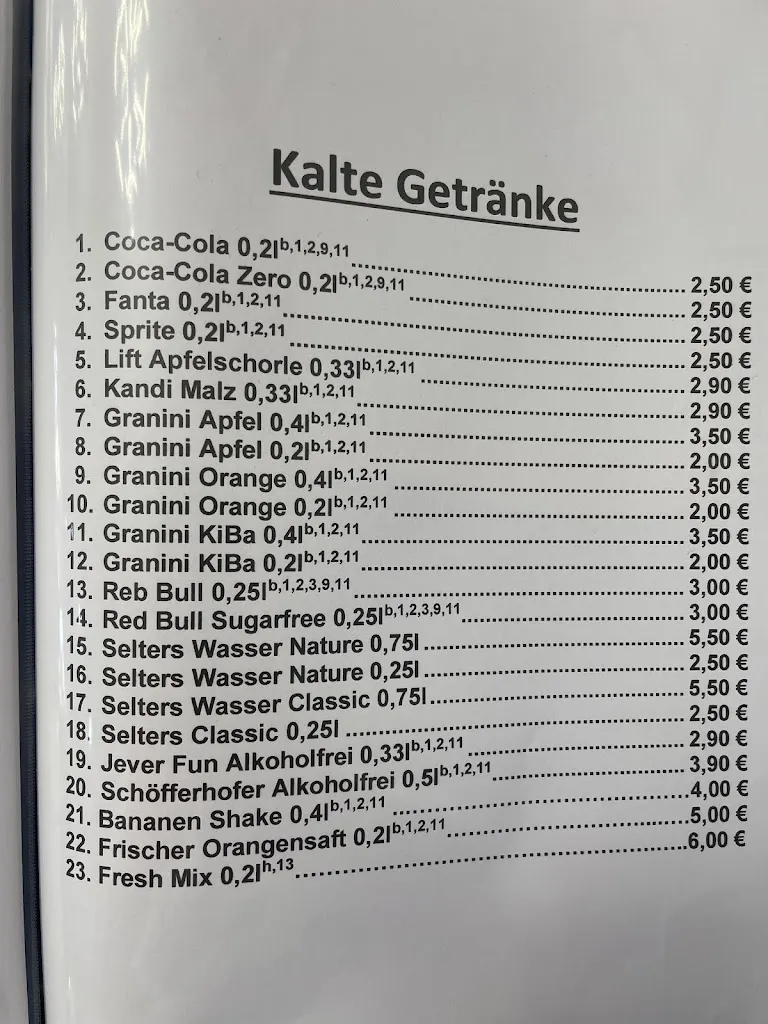 Kalte Getränke
1. Coca-Cola 0,2l b,1,2,9,11 2,50 €
2. Coca-Cola Zero 0,2l b,1,2,9,11 2,50 €
3. Fanta 0,2l b,1,2,11 2,50 €
4. Sprite 0,2l b,1,2,11 2,50 €
5. Lift Apfelschorle 0,33l b,1,2,11 2,90 €
6. Kandi Malz 0,33l b,1,2,11 2,90 €
7. Granini Apfel 0,4l b,1,2,11 3,50 €
8. Granini Apfel 0,2l b,1,2,11 2,00 €
9. Granini Orange 0,4l b,1,2,11 3,50 €
10. Granini Orange 0,2l b,1,2,11 2,00 €
11. Granini KiBa 0,4l b,1,2,11 3,50 €
12. Granini KiBa 0,2l b,1,2,11 2,00 €
13. Reb Bull 0,25l b,1,2,3,9,11 3,00 €
14. Red Bull Sugarfree 0,25l b,1,2,3,9,11 3,00 €
15. Selters Wasser Nature 0,75l 5,50 €
16. Selters Wasser Nature 0,25l 2,50 €
17. Selters Wasser Classic 0,75l 5,50 €
18. Selters Classic 0,25l 2,50 €
19. Jever Fun Alkoholfrei 0,33l b,1,2,11 2,90 €
20. Schöfferhofer Alkoholfrei 0,5l b,1,2,11 3,90 €
21. Bananen Shake 0,4l b,1,2,11 4,00 €
22. Frischer Orangensaft 0,2l b,1,2,11 5,00 €
23. Fresh Mix 0,2l h,13 6,00 €